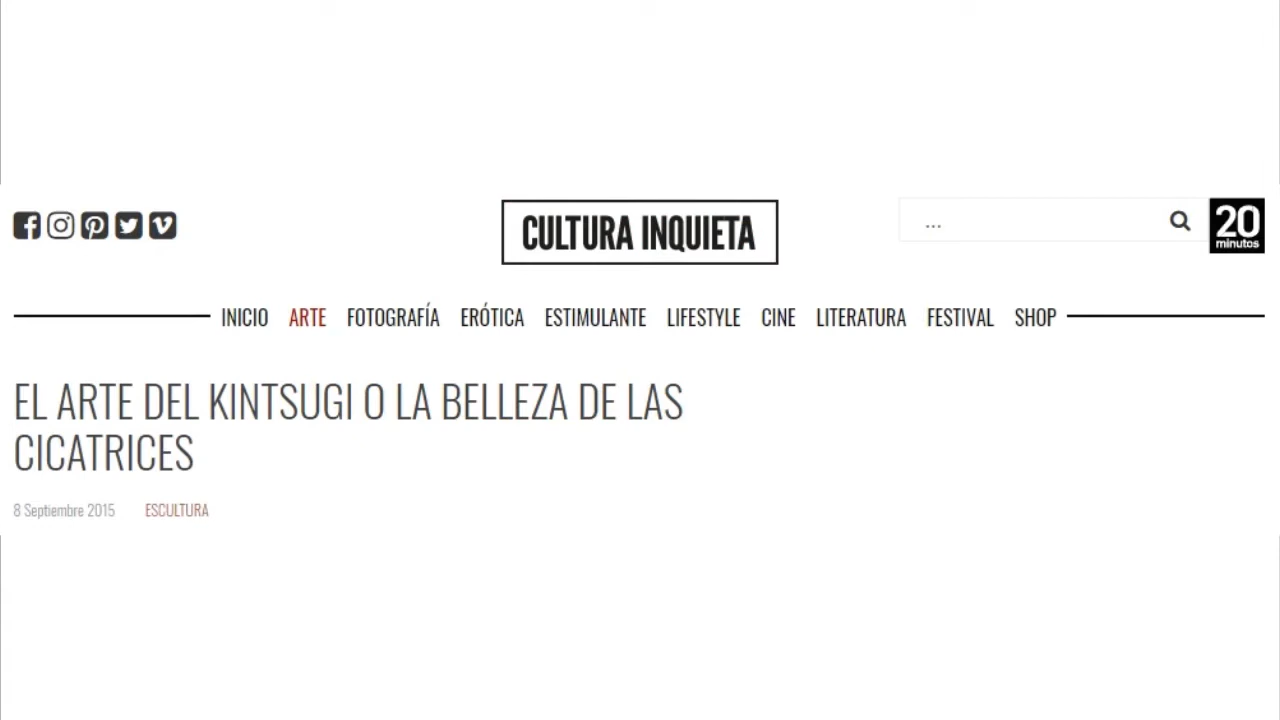 CULTURA INQUIETA
...
20
minutos
INICIO ARTE FOTOGRAFÍA ERÓTICA ESTIMULANTE LIFESTYLE CINE LITERATURA FESTIVAL SHOP
EL ARTE DEL KINTSUGI O LA BELLEZA DE LAS
CICATRICES
8 Septiembre 2015 ESCULTURA